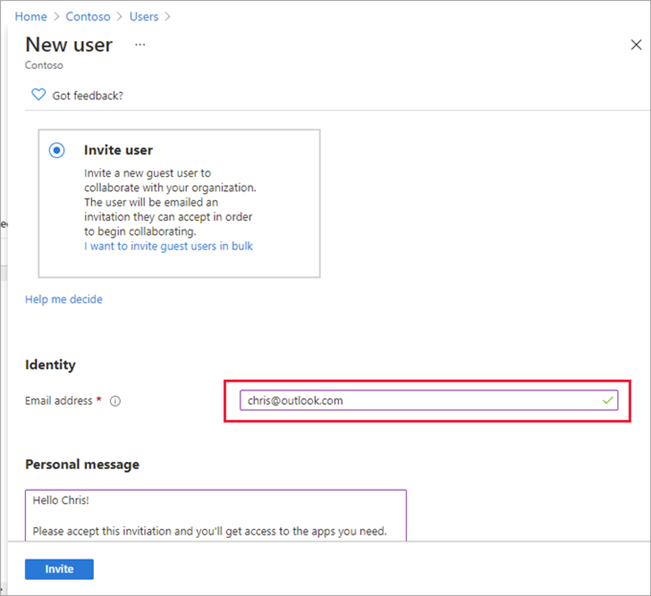 Home > Contoso > Users >
New user ...
Contoso
Got feedback?
Invite user
Invite a new guest user to
collaborate with your organization.
The user will be emailed an
invitation they can accept in order
to begin collaborating.
I want to invite guest users in bulk
Help me decide
Identity
Email address * chris@outlook.com
Personal message
Hello Chris!
Please accept this invitiation and you'll get access to the apps you need.
Invite